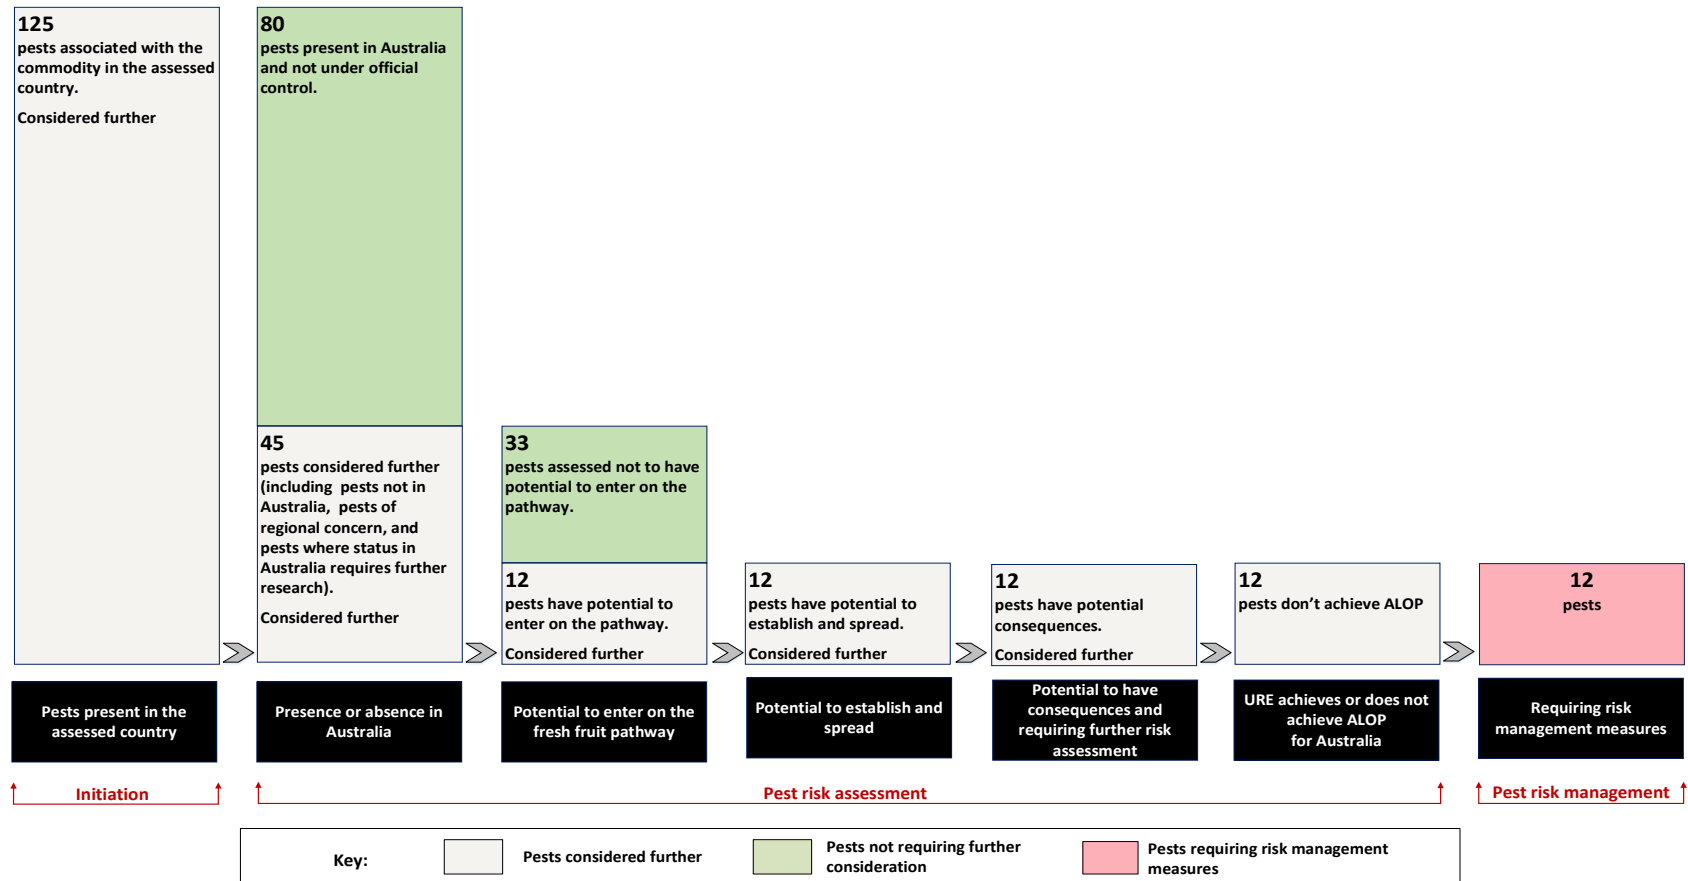 125
pests associated with the
commodity in the assessed
country.
Considered further
80
pests present in Australia
and not under official
control.
45
pests considered further
(including pests not in
Australia, pests of
regional concern, and
pests where status in
Australia requires further
research).
Considered further
33
pests assessed not to have
potential to enter on the
pathway.
12
pests have potential to
enter on the pathway.
Considered further
12
pests have potential to
establish and spread.
Considered further
12
pests have potential
consequences.
Considered further
12
pests don’t achieve ALOP
12
pests
Pests present in the
assessed country
Presence or absence in
Australia
Potential to enter on the
fresh fruit pathway
Potential to establish and
spread
Potential to have
consequences and
requiring further risk
assessment
URE achieves or does not
achieve ALOP
for Australia
Requiring risk
management measures
Initiation
Pest risk assessment
Pest risk management
Key:
Pests considered further
Pests not requiring further
consideration
Pests requiring risk management
measures